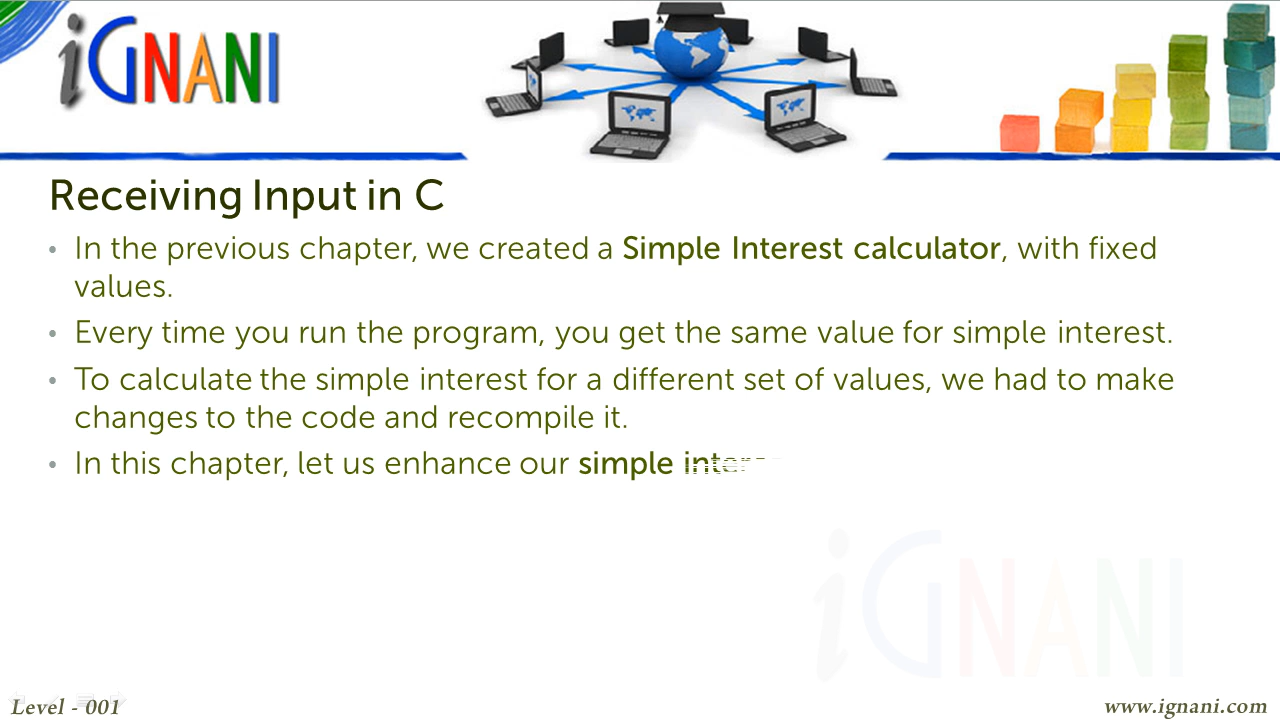 iGNANI
Receiving Input in C
• In the previous chapter, we created a Simple Interest calculator, with fixed
values.
• Every time you run the program, you get the same value for simple interest.
• To calculate the simple interest for a different set of values, we had to make
changes to the code and recompile it.
• In this chapter, let us enhance our simple
iGNANI
Level - 001
www.ignani.com